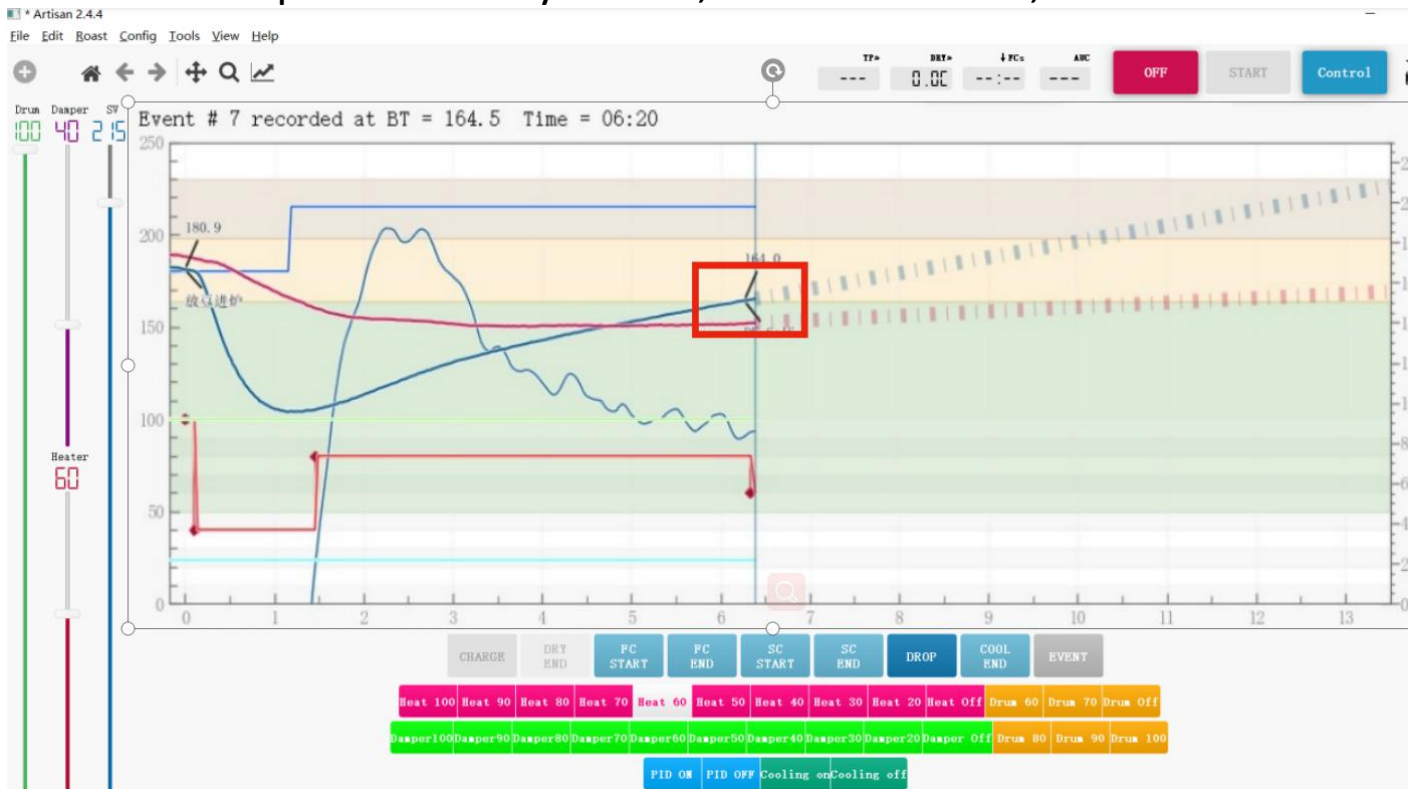 * Artisan 2.4.4
File Edit Roast Config Tools View Help
TP» DRY» ↓FCs AUC
--- 0.0C --:-- --- OFF START Control
Drum Damper SV
100 40 215
Event # 7 recorded at BT = 164.5 Time = 06:20
250
180.9
200
164.0
放豆进炉
150
100
Heater
60
50
0
0 1 2 3 4 5 6 7 8 9 10 11 12 13
CHARGE DRY END FC START FC END SC START SC END DROP COOL END EVENT
Heat 100 Heat 90 Heat 80 Heat 70 Heat 60 Heat 50 Heat 40 Heat 30 Heat 20 Heat Off Drum 60 Drum 70 Drum Off
Damper100 Damper90 Damper80 Damper70 Damper60 Damper50 Damper40 Damper30 Damper20 Damper Off Drum 80 Drum 90 Drum 100
PID ON PID OFF Cooling on Cooling off